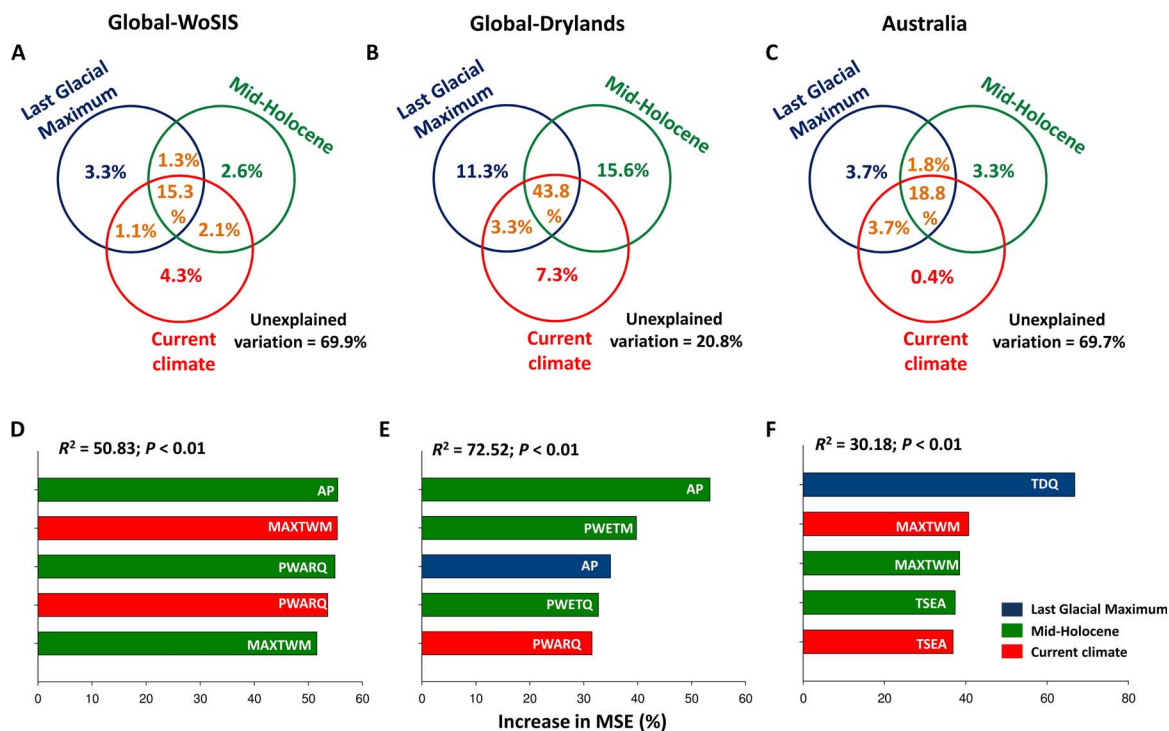 Global-WoSIS
Global-Drylands
Australia
A
Last Glacial
Maximum
Mid-Holocene
3.3%
1.3%
2.6%
15.3
%
1.1%
2.1%
4.3%
Current
climate
Unexplained
variation = 69.9%
B
Last Glacial
Maximum
Mid-Holocene
11.3%
15.6%
43.8
%
3.3%
7.3%
Current
climate
Unexplained
variation = 20.8%
C
Last Glacial
Maximum
Mid-Holocene
3.7%
1.8%
3.3%
18.8
%
3.7%
0.4%
Current
climate
Unexplained
variation = 69.7%
D
R² = 50.83; P < 0.01
AP
MAXTWM
PWARQ
PWARQ
MAXTWM
0 10 20 30 40 50 60
E
R² = 72.52; P < 0.01
AP
PWETM
AP
PWETQ
PWARQ
0 10 20 30 40 50 60
F
R² = 30.18; P < 0.01
TDQ
MAXTWM
MAXTWM
TSEA
TSEA
0 20 40 60 80
Last Glacial Maximum
Mid-Holocene
Current climate
Increase in MSE (%)